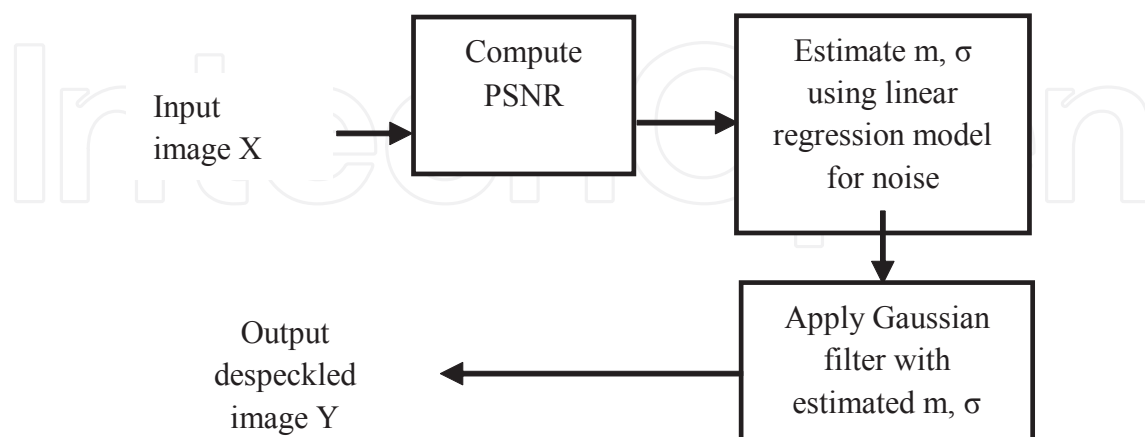 Compute
PSNR
Estimate m, σ
using linear
regression model
for noise
Input
image X
Apply Gaussian
filter with
estimated m, σ
Output
despeckled
image Y
IntechOpen